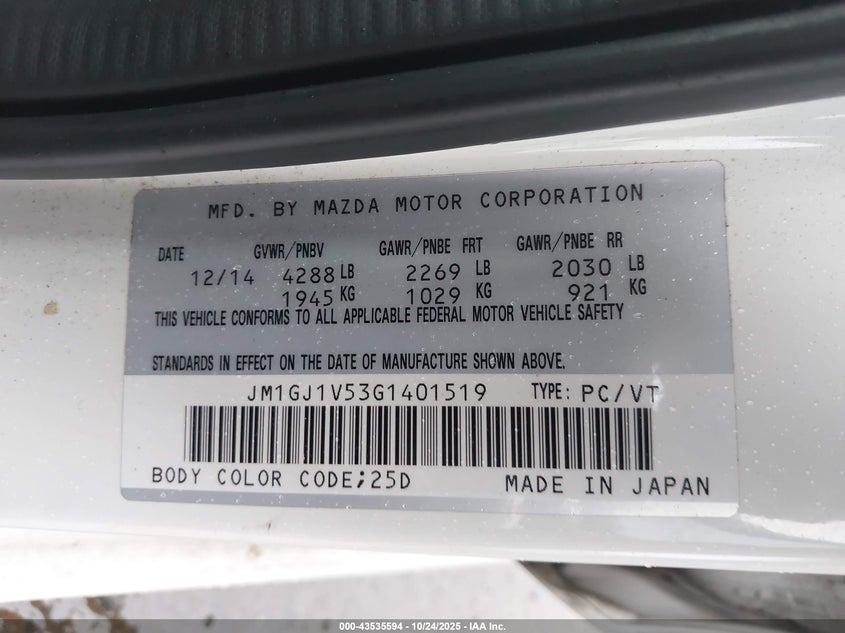 MFD. BY MAZDA MOTOR CORPORATION
DATE GVWR/PNBV GAWR/PNBE FRT GAWR/PNBE RR
12/14 4288 LB 2269 LB 2030 LB
1945 KG 1029 KG 921 KG
THIS VEHICLE CONFORMS TO ALL APPLICABLE FEDERAL MOTOR VEHICLE SAFETY
STANDARDS IN EFFECT ON THE DATE OF MANUFACTURE SHOWN ABOVE.
JM1GJ1V53G1401519 TYPE: PC/VT
BODY COLOR CODE;25D MADE IN JAPAN
000-43535594 - 10/24/2025 - IAA Inc.